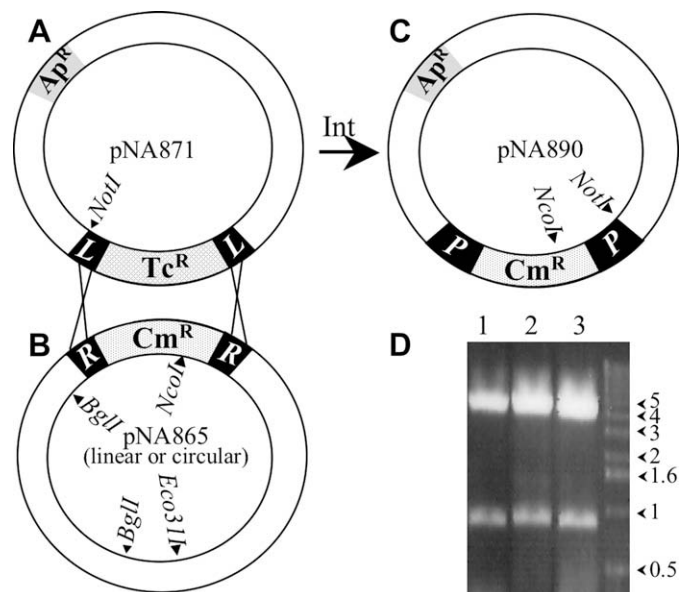 A
Ap^R
pNA871
NotI
L
Tc^R
L
Int
C
Ap^R
pNA890
NotI
NcoI
P
Cm^R
P
B
R
Cm^R
R
BglI
NcoI
pNA865
(linear or circular)
BglI
Eco31I
D
1 2 3
5
4
3
2
1.6
1
0.5